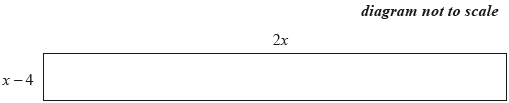 diagram not to scale
2x
x – 4